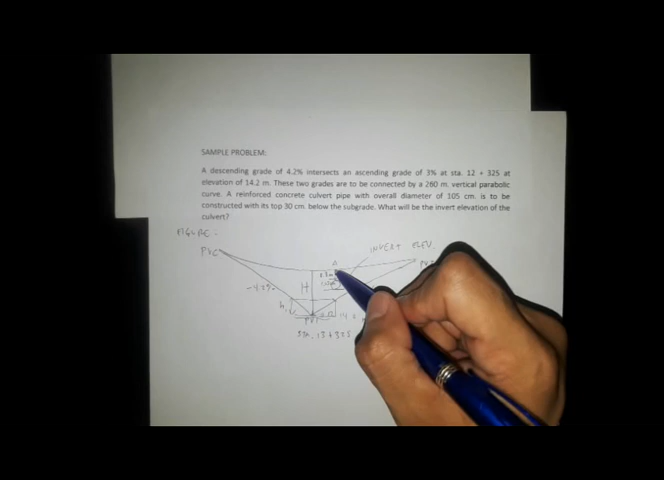 SAMPLE PROBLEM:
A descending grade of 4.2% intersects an ascending grade of 3% at sta. 12 + 325 at
elevation of 14.2 m. These two grades are to be connected by a 260 m. vertical parabolic
curve. A reinforced concrete culvert pipe with overall diameter of 105 cm. is to be
constructed with its top 30 cm. below the subgrade. What will be the invert elevation of the
culvert?
FIGURE:
PVC
INVERT ELEV.
A
-4.2%
H
h,
14.2
STA. 13+325